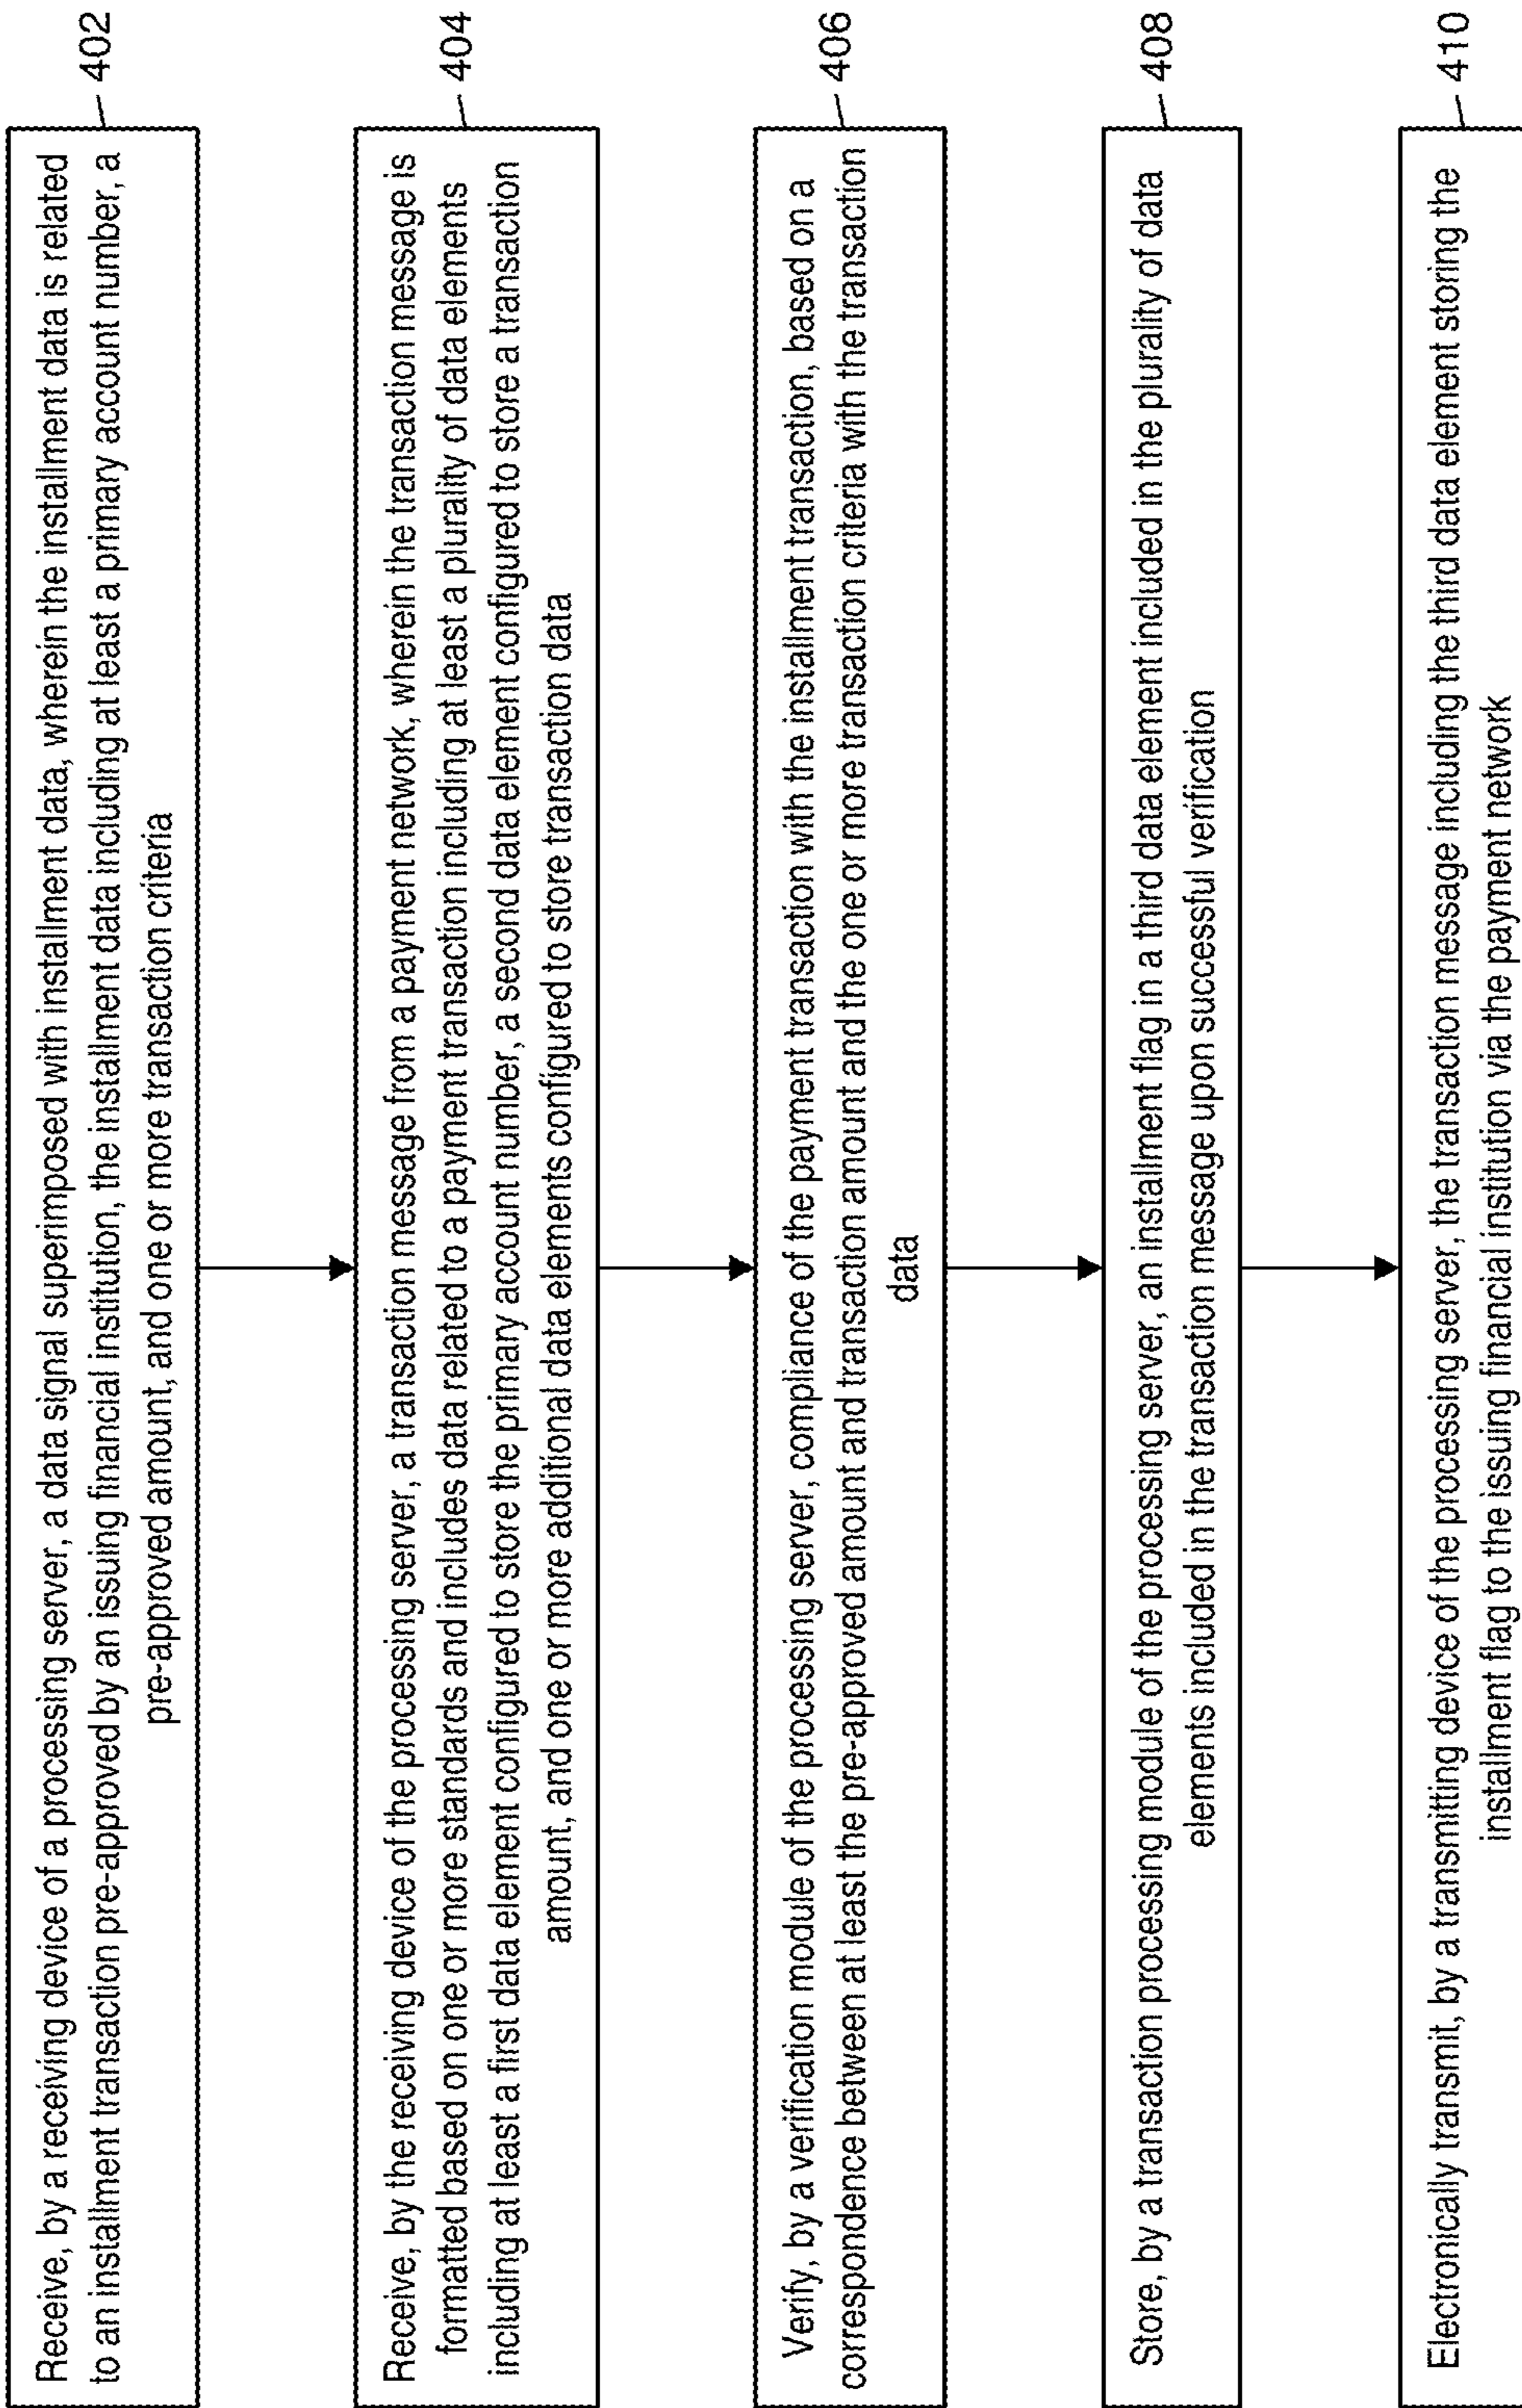 Receive, by a receiving device of a processing server, a data signal superimposed with installment data, wherein the installment data is related
to an installment transaction pre-approved by an issuing financial institution, the installment data including at least a primary account number, a
pre-approved amount, and one or more transaction criteria
402
Receive, by the receiving device of the processing server, a transaction message from a payment network, wherein the transaction message is
formatted based on one or more standards and includes data related to a payment transaction including at least a plurality of data elements
including at least a first data element configured to store the primary account number, a second data element configured to store a transaction
amount, and one or more additional data elements configured to store transaction data
404
Verify, by a verification module of the processing server, compliance of the payment transaction with the installment transaction, based on a
correspondence between at least the pre-approved amount and transaction amount and the one or more transaction criteria with the transaction
data
406
Store, by a transaction processing module of the processing server, an installment flag in a third data element included in the plurality of data
elements included in the transaction message upon successful verification
408
Electronically transmit, by a transmitting device of the processing server, the transaction message including the third data element storing the
installment flag to the issuing financial institution via the payment network
410